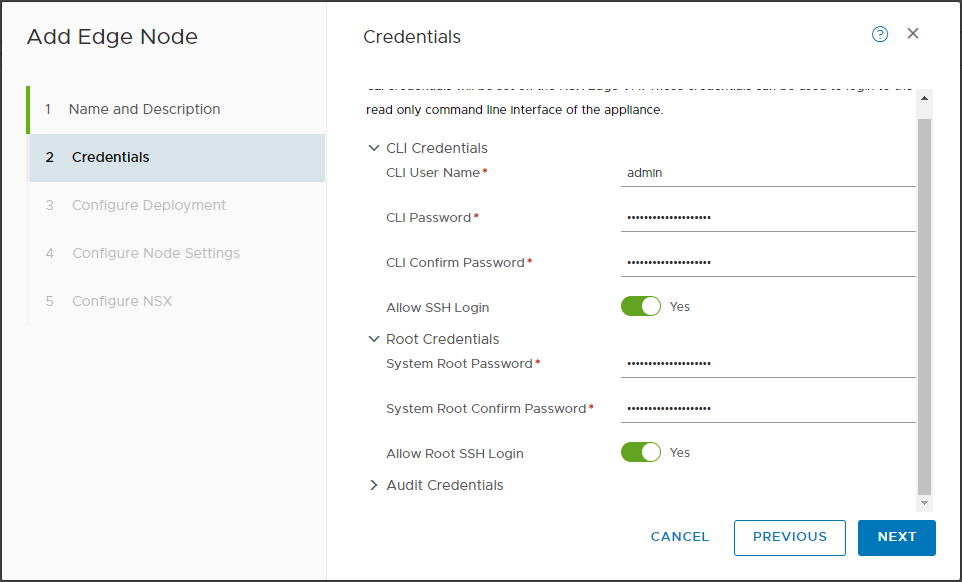 Add Edge Node
1 Name and Description
2 Credentials
3 Configure Deployment
4 Configure Node Settings
5 Configure NSX
Credentials
?
read only command line interface of the appliance.
CLI Credentials
CLI User Name* admin
CLI Password* ••••••••••••••••••••
CLI Confirm Password* ••••••••••••••••••••
Allow SSH Login Yes
Root Credentials
System Root Password* ••••••••••••••••••••
System Root Confirm Password* ••••••••••••••••••••
Allow Root SSH Login Yes
Audit Credentials
CANCEL PREVIOUS NEXT